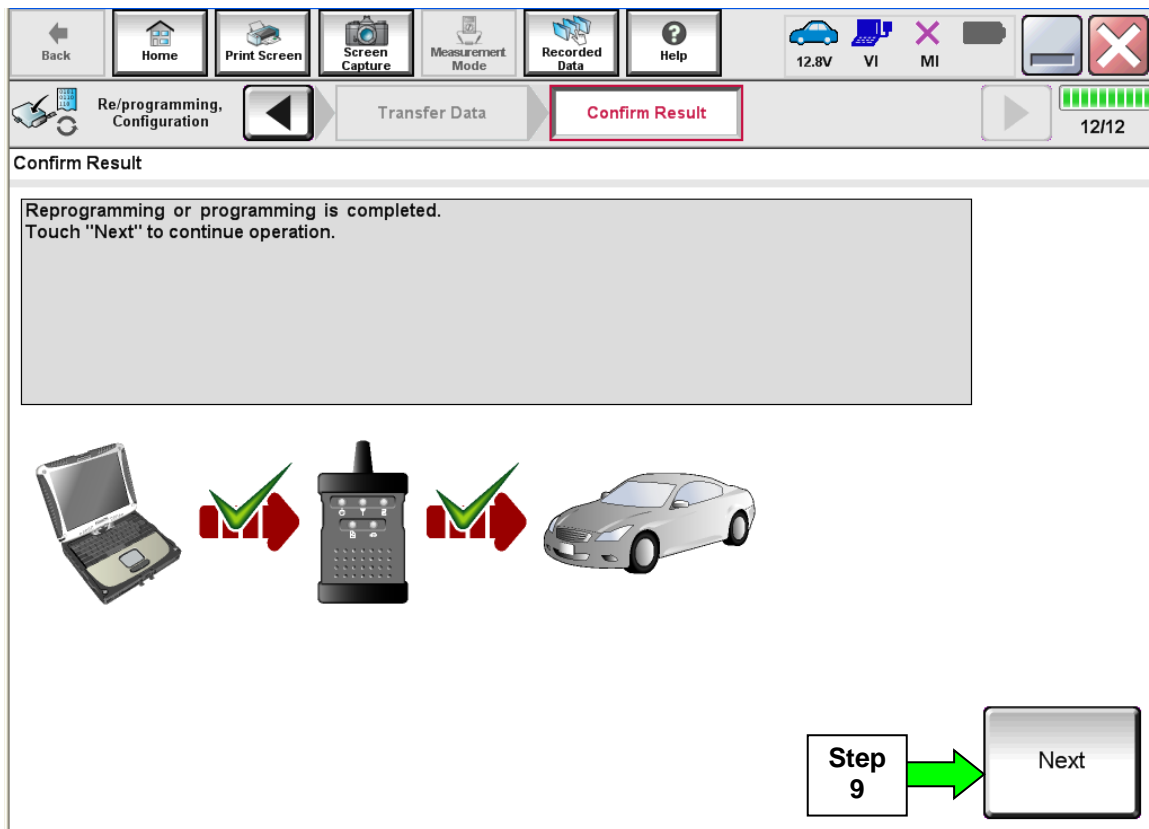 Back
Home
Print Screen
Screen
Capture
Measurement
Mode
Recorded
Data
Help
12.8V
VI
MI
Re/programming,
Configuration
Transfer Data
Confirm Result
12/12
Confirm Result
Reprogramming or programming is completed.
Touch "Next" to continue operation.
Step
9
Next